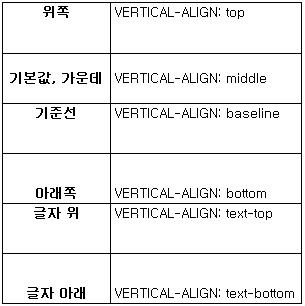 위쪽 VERTICAL-ALIGN: top
기본값, 가운데 VERTICAL-ALIGN: middle
기준선 VERTICAL-ALIGN: baseline
아래쪽 VERTICAL-ALIGN: bottom
글자 위 VERTICAL-ALIGN: text-top
글자 아래 VERTICAL-ALIGN: text-bottom